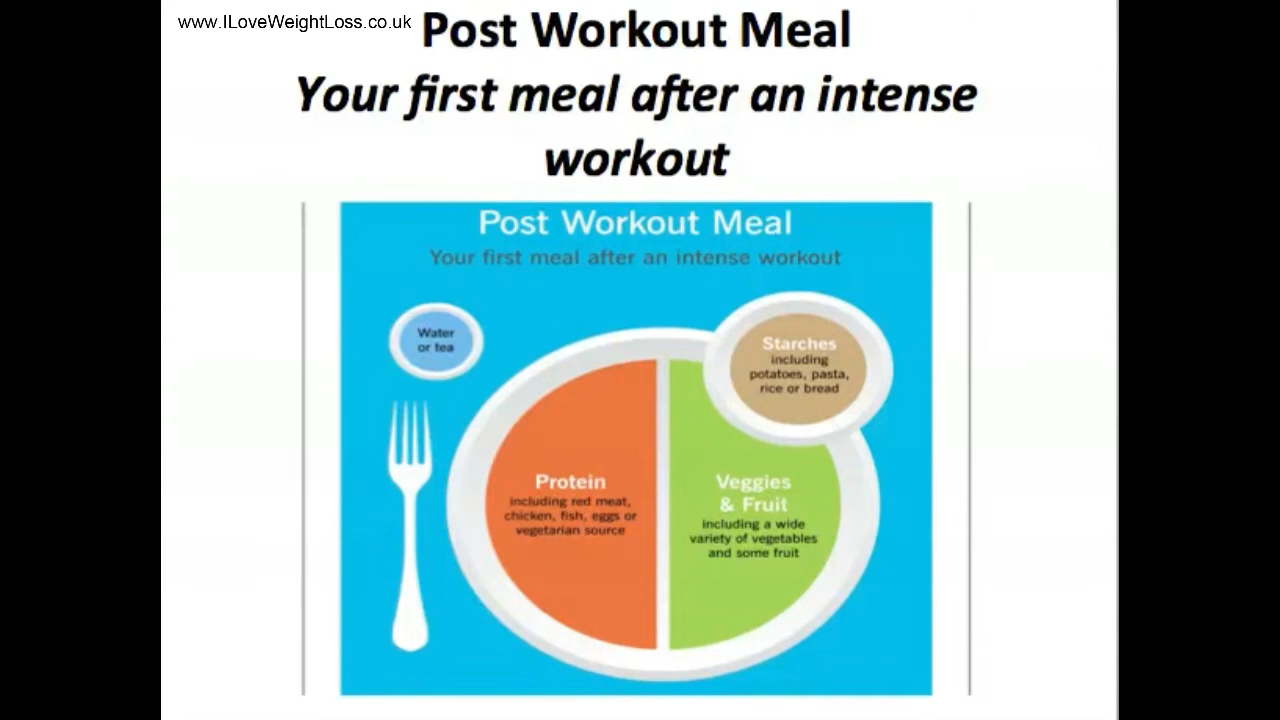 www.ILoveWeightLoss.co.uk
Post Workout Meal
Your first meal after an intense
workout
Post Workout Meal
Your first meal after an intense workout
Water
or tea
Starches
including
potatoes, pasta,
rice or bread
Protein
including red meat,
chicken, fish, eggs or
vegetarian source
Veggies
& Fruit
including a wide
variety of vegetables
and some fruit